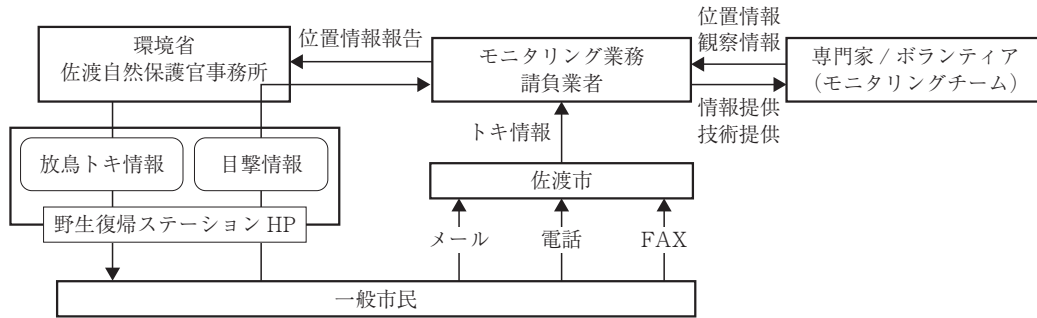 環境省
佐渡自然保護官事務所
位置情報報告
モニタリング業務
請負業者
位置情報
観察情報
専門家 / ボランティア
(モニタリングチーム)
情報提供
技術提供
トキ情報
放鳥トキ情報
目撃情報
佐渡市
野生復帰ステーション HP
メール
電話
FAX
一般市民